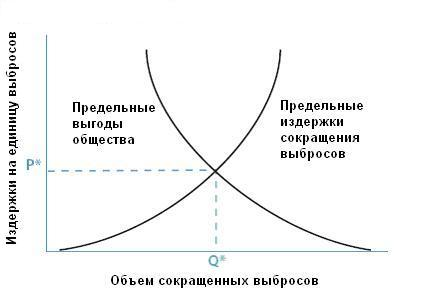 Издержки на единицу выбросов
Предельные
выгоды
общества
Предельные
издержки
сокращения
выбросов
P*
Q*
Объем сокращенных выбросов